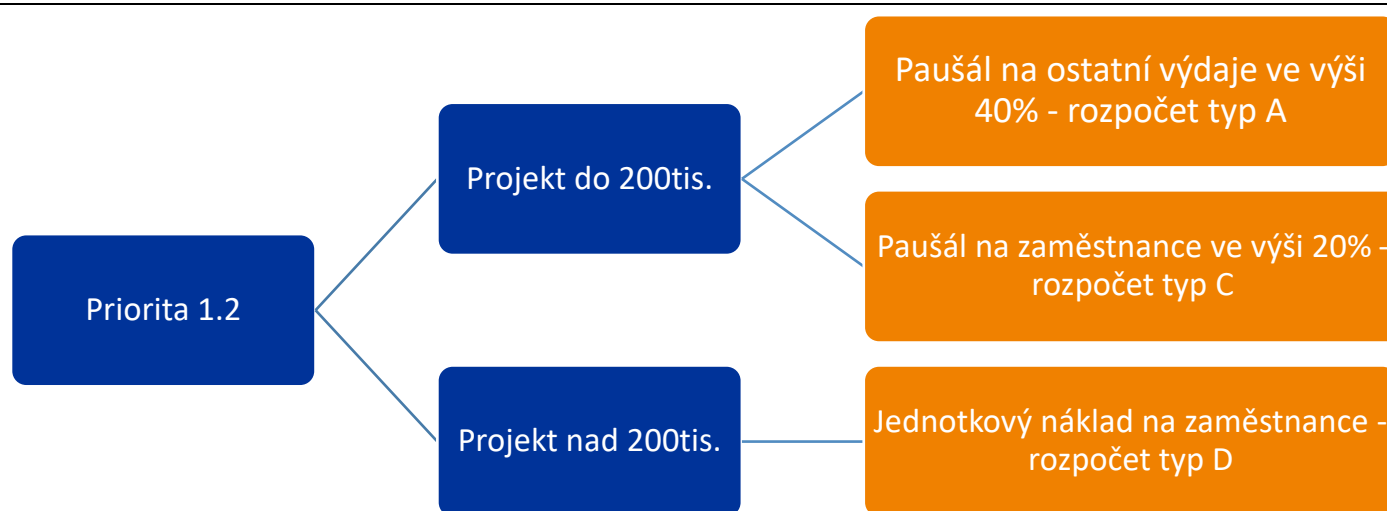 Priorita 1.2
Projekt do 200tis.
Paušál na ostatní výdaje ve výši
40% - rozpočet typ A
Paušál na zaměstnance ve výši 20% -
rozpočet typ C
Projekt nad 200tis.
Jednotkový náklad na zaměstnance -
rozpočet typ D